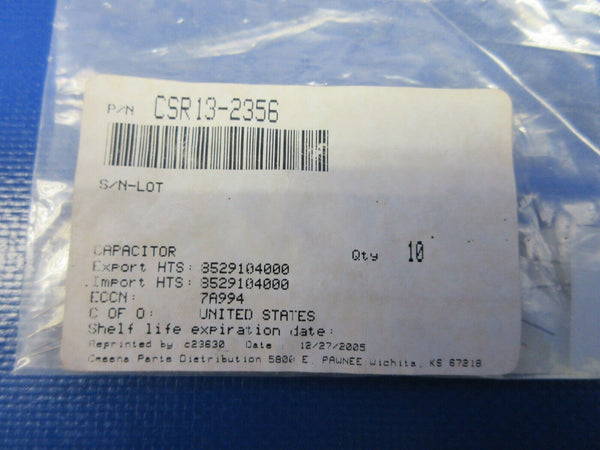 P/N CSR13-2356
S/N-LOT
CAPACITOR Qty 10
Export HTS: 8529104000
Import HTS: 8529104000
ECCN: 7A994
C OF O: UNITED STATES
Shelf life expiration date:
Reprinted by: c23630 Date : 12/27/2005
Cessna Parts Distribution 5800 E. PAWNEE Wichita, KS 67218